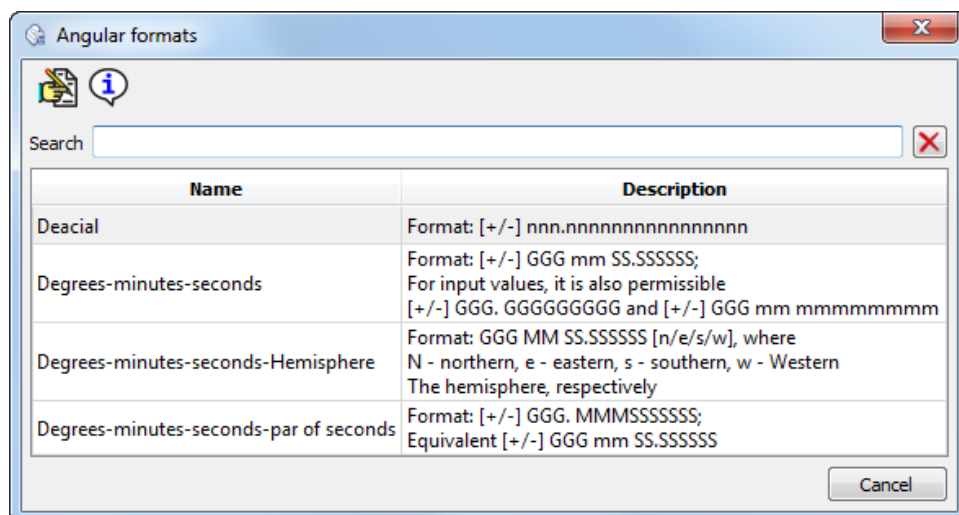 Angular formats
Search
Name Description
Deacial Format: [+/-] nnn.nnnnnnnnnnnnnnnn
Degrees-minutes-seconds Format: [+/-] GGG mm SS.SSSSSS;
For input values, it is also permissible
[+/-] GGG. GGGGGGGGG and [+/-] GGG mm mmmmmmmm
Degrees-minutes-seconds-Hemisphere Format: GGG MM SS.SSSSSS [n/e/s/w], where
N - northern, e - eastern, s - southern, w - Western
The hemisphere, respectively
Degrees-minutes-seconds-par of seconds Format: [+/-] GGG. MMMSSSSSSS;
Equivalent [+/-] GGG mm SS.SSSSSS
Cancel